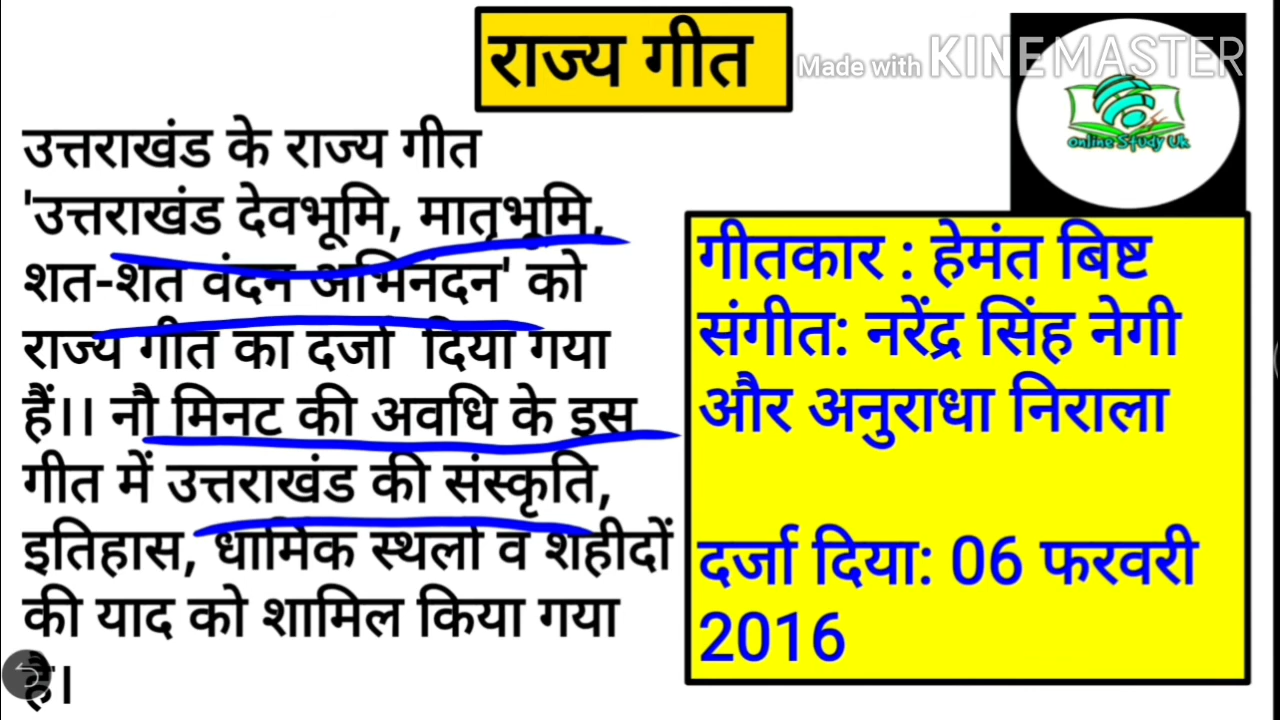 राज्य गीत
Made with KINEMASTER
online Study Uk
उत्तराखंड के राज्य गीत
'उत्तराखंड देवभूमि, मातृभूमि,
शत-शत वंदन अभिनंदन' को
राज्य गीत का दर्जा दिया गया
हैं।। नौ मिनट की अवधि के इस
गीत में उत्तराखंड की संस्कृति,
इतिहास, धार्मिक स्थलों व शहीदों
की याद को शामिल किया गया
है।
गीतकार : हेमंत बिष्ट
संगीत: नरेंद्र सिंह नेगी
और अनुराधा निराला
दर्जा दिया: 06 फरवरी
2016